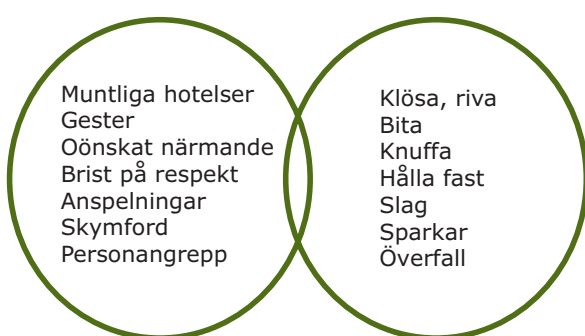 Muntliga hotelser
Gester
Oönskat närmande
Brist på respekt
Anspelningar
Skymford
Personangrepp
Klösa, riva
Bita
Knuffa
Hålla fast
Slag
Sparkar
Överfall